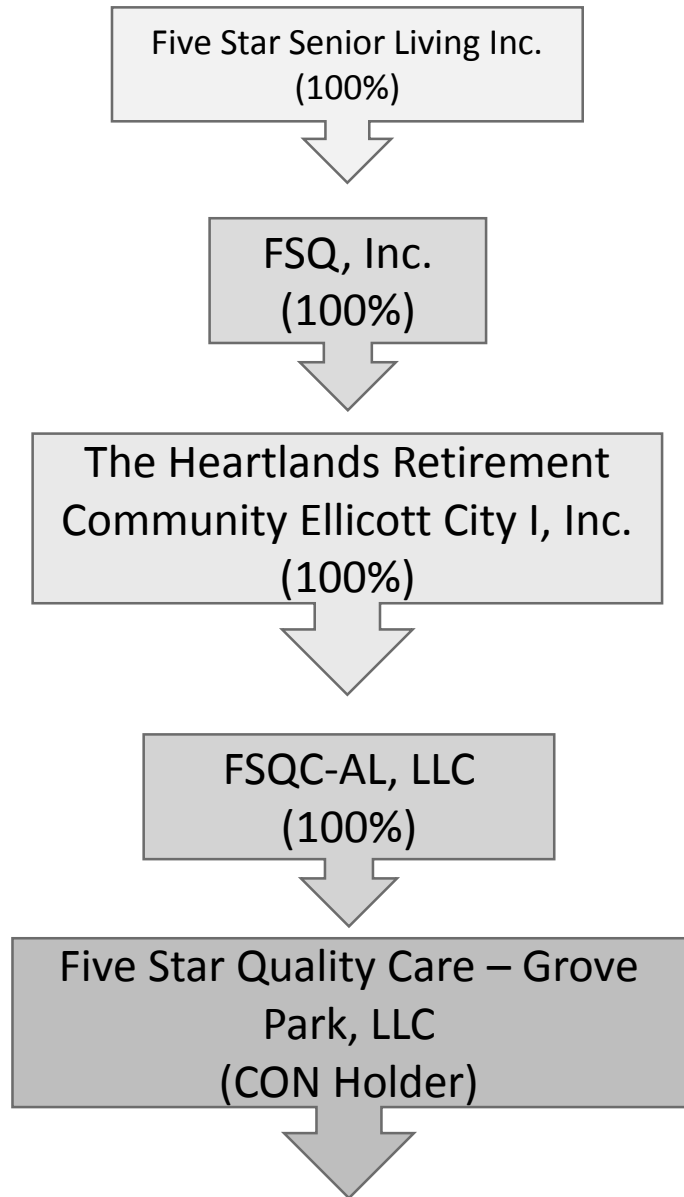 Five Star Senior Living Inc.
(100%)
FSQ, Inc.
(100%)
The Heartlands Retirement
Community Ellicott City I, Inc.
(100%)
FSQC-AL, LLC
(100%)
Five Star Quality Care – Grove
Park, LLC
(CON Holder)